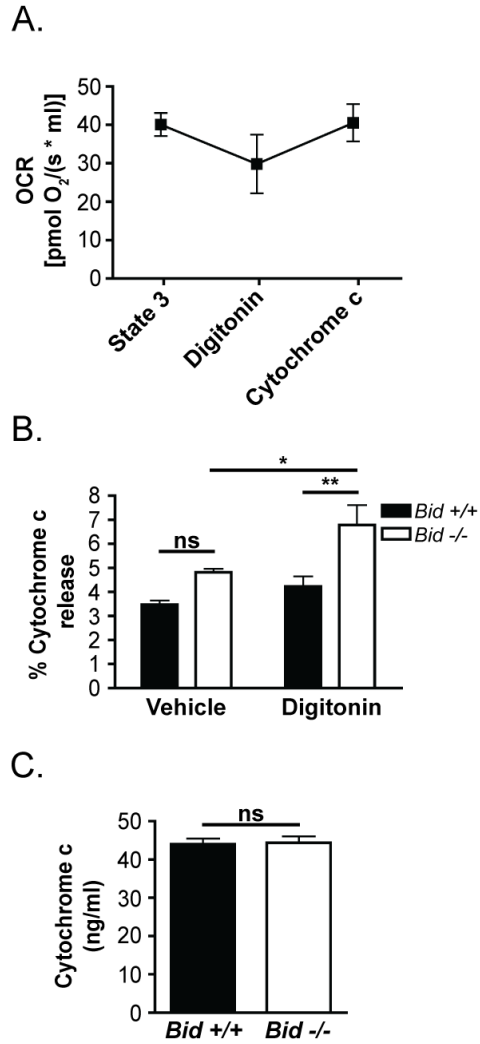 A.
50
40
30
20
10
0
OCR
[pmol O₂/(s * ml)]
State 3
Digitonin
Cytochrome c
B.
*
**
ns
Bid +/+
Bid -/-
8
7
6
5
4
3
2
1
0
% Cytochrome c
release
Vehicle
Digitonin
C.
ns
50
40
30
20
10
0
Cytochrome c
(ng/ml)
Bid +/+
Bid -/-